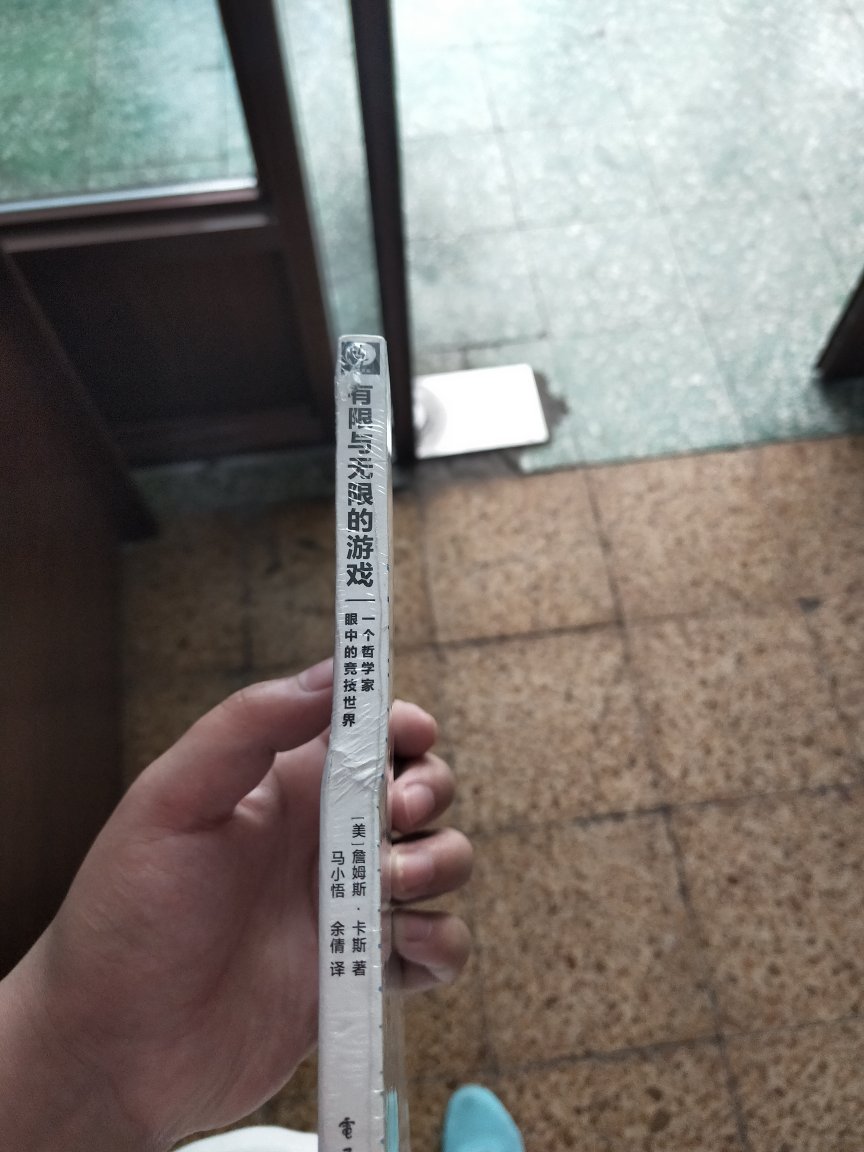 有限与无限的游戏
一个哲学家
眼中的竞技世界
[美]詹姆斯·卡斯 著
马小悟 余倩 译
電